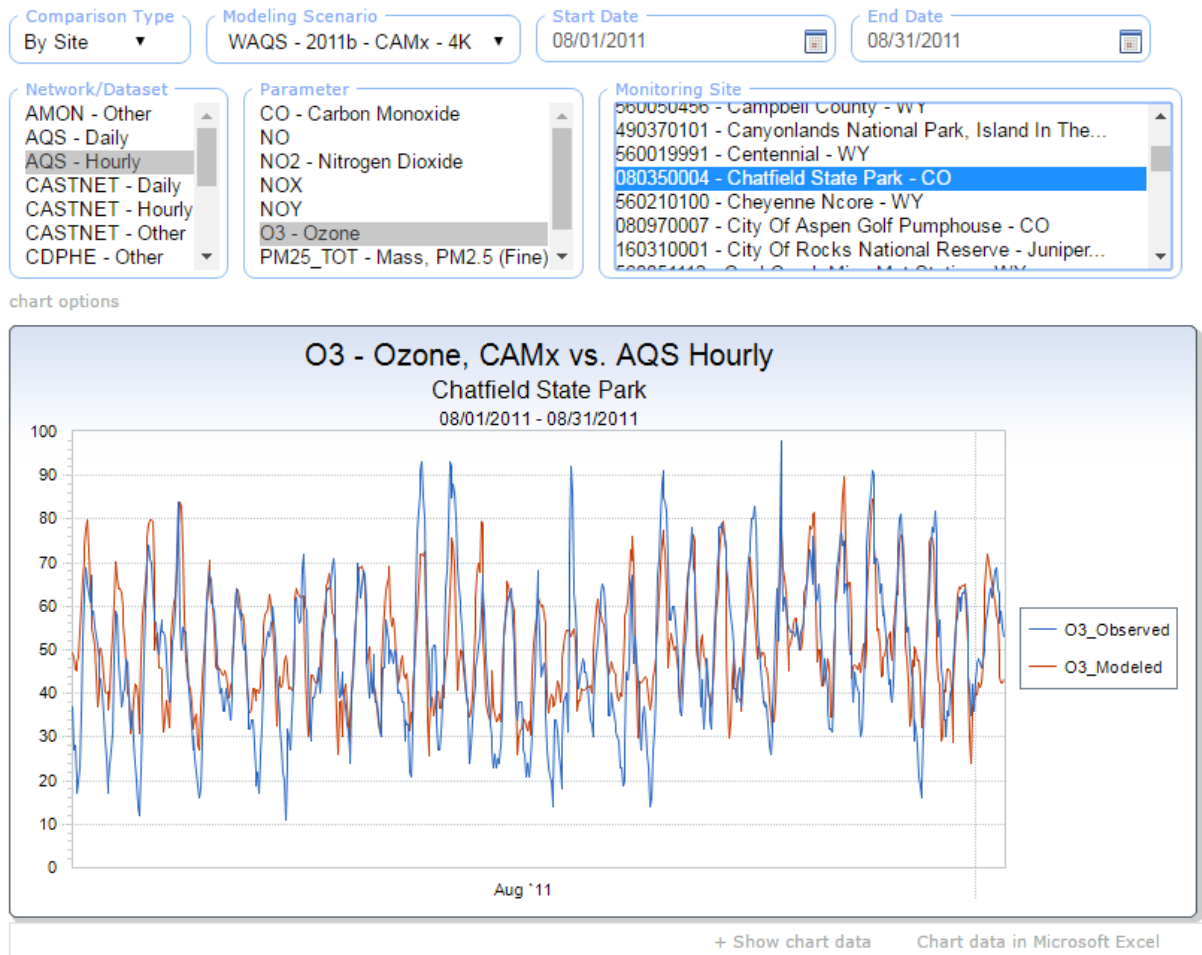 Comparison Type
By Site
Modeling Scenario
WAQS - 2011b - CAMx - 4K
Start Date
08/01/2011
End Date
08/31/2011
Network/Dataset
AMON - Other
AQS - Daily
AQS - Hourly
CASTNET - Daily
CASTNET - Hourly
CASTNET - Other
CDPHE - Other
Parameter
CO - Carbon Monoxide
NO
NO2 - Nitrogen Dioxide
NOX
NOY
O3 - Ozone
PM25_TOT - Mass, PM2.5 (Fine)
Monitoring Site
560050456 - Campbell County - WY
490370101 - Canyonlands National Park, Island In The...
560019991 - Centennial - WY
080350004 - Chatfield State Park - CO
560210100 - Cheyenne Ncore - WY
080970007 - City Of Aspen Golf Pumphouse - CO
160310001 - City Of Rocks National Reserve - Juniper...
chart options
O3 - Ozone, CAMx vs. AQS Hourly
Chatfield State Park
08/01/2011 - 08/31/2011
100
90
80
70
60
50
40
30
20
10
0
Aug `11
O3_Observed
O3_Modeled
+ Show chart data
Chart data in Microsoft Excel